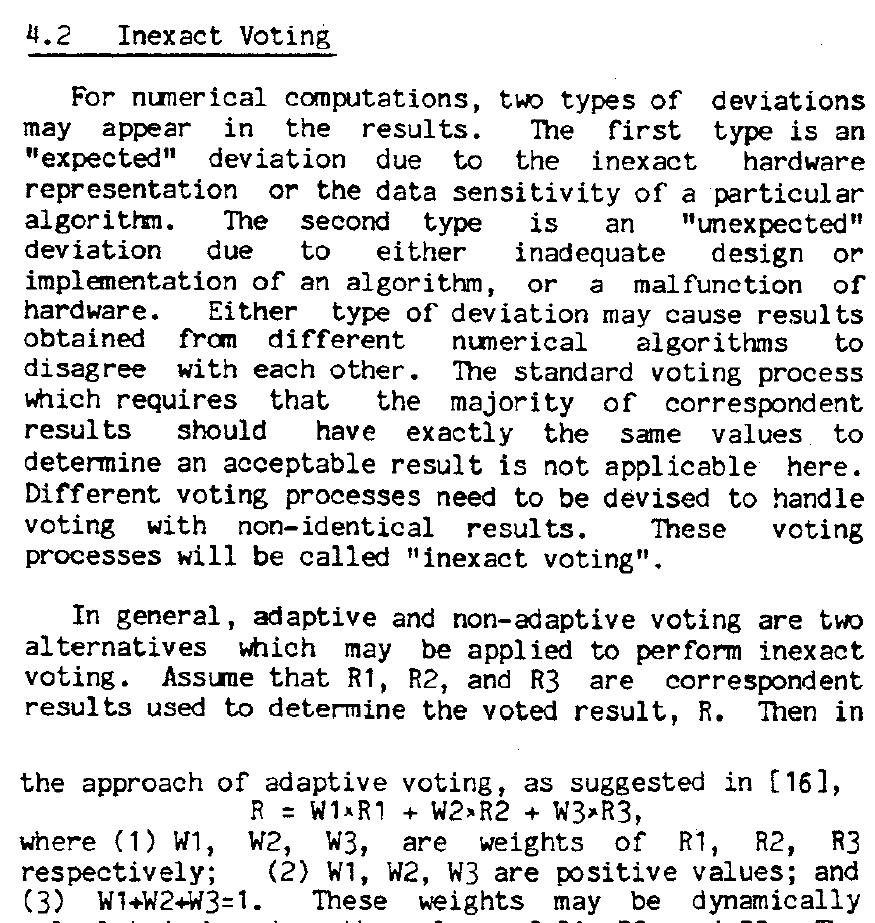 4.2 Inexact Voting
For numerical computations, two types of deviations
may appear in the results. The first type is an
"expected" deviation due to the inexact hardware
representation or the data sensitivity of a particular
algorithm. The second type is an "unexpected"
deviation due to either inadequate design or
implementation of an algorithm, or a malfunction of
hardware. Either type of deviation may cause results
obtained from different numerical algorithms to
disagree with each other. The standard voting process
which requires that the majority of correspondent
results should have exactly the same values to
determine an acceptable result is not applicable here.
Different voting processes need to be devised to handle
voting with non-identical results. These voting
processes will be called "inexact voting".
In general, adaptive and non-adaptive voting are two
alternatives which may be applied to perform inexact
voting. Assume that R1, R2, and R3 are correspondent
results used to determine the voted result, R. Then in
the approach of adaptive voting, as suggested in [16],
R = W1*R1 + W2*R2 + W3*R3,
where (1) W1, W2, W3, are weights of R1, R2, R3
respectively; (2) W1, W2, W3 are positive values; and
(3) W1+W2+W3=1. These weights may be dynamically